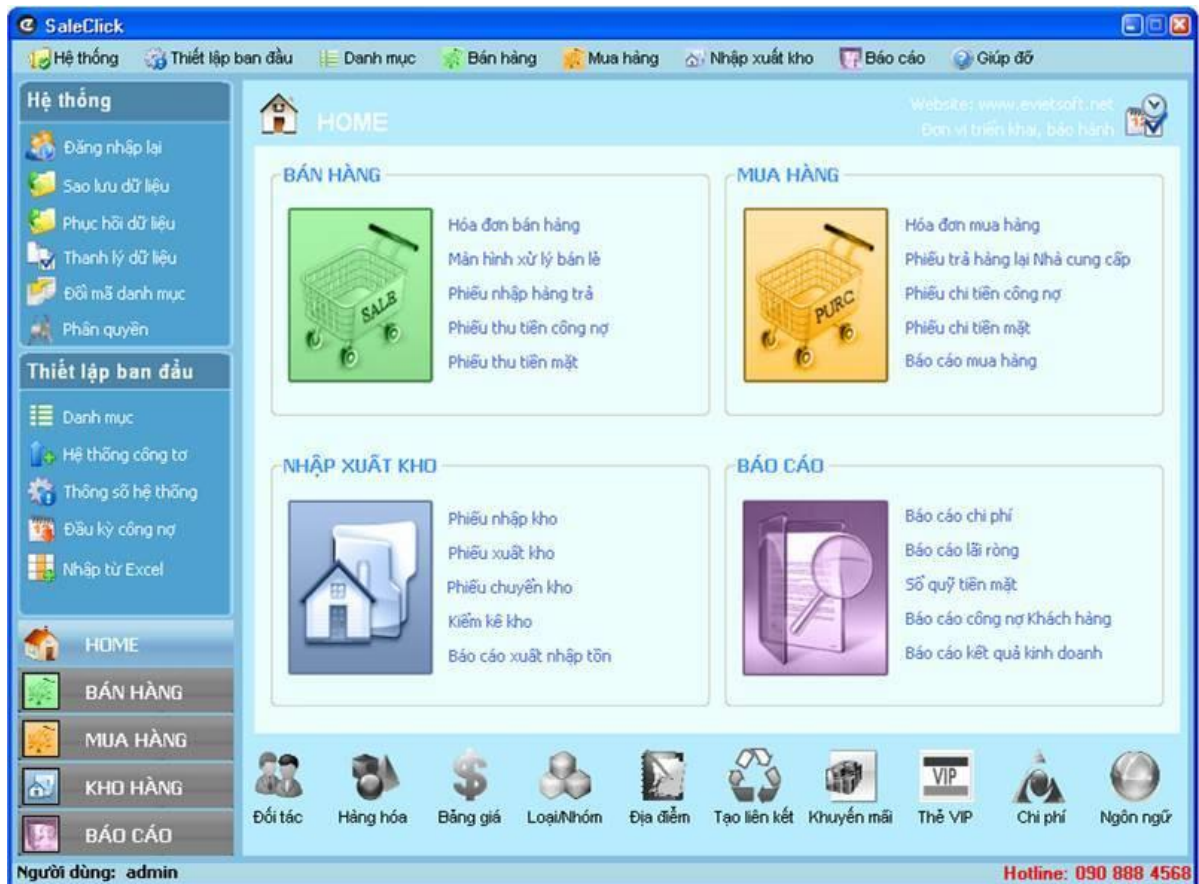 SaleClick
Hệ thống Thiết lập ban đầu Danh mục Bán hàng Mua hàng Nhập xuất kho Báo cáo Giúp đỡ
Hệ thống
Đăng nhập lại
Sao lưu dữ liệu
Phục hồi dữ liệu
Thanh lý dữ liệu
Đổi mã danh mục
Phân quyền
Thiết lập ban đầu
Danh mục
Hệ thống công tơ
Thông số hệ thống
Đầu kỳ công nợ
Nhập từ Excel
HOME
BÁN HÀNG
MUA HÀNG
KHO HÀNG
BÁO CÁO
HOME
Website: www.evietsoft.net
Đơn vị triển khai, bảo hành
BÁN HÀNG
SALE
Hóa đơn bán hàng
Màn hình xử lý bán lẻ
Phiếu nhập hàng trả
Phiếu thu tiền công nợ
Phiếu thu tiền mặt
MUA HÀNG
PURC
Hóa đơn mua hàng
Phiếu trả hàng lại Nhà cung cấp
Phiếu chi tiền công nợ
Phiếu chi tiền mặt
Báo cáo mua hàng
NHẬP XUẤT KHO
Phiếu nhập kho
Phiếu xuất kho
Phiếu chuyển kho
Kiểm kê kho
Báo cáo xuất nhập tồn
BÁO CÁO
Báo cáo chi phí
Báo cáo lãi ròng
Sổ quỹ tiền mặt
Báo cáo công nợ Khách hàng
Báo cáo kết quả kinh doanh
VIP
Đối tác Hàng hóa Bảng giá Loại/Nhóm Địa điểm Tạo liên kết Khuyến mãi Thẻ VIP Chi phí Ngôn ngữ
Người dùng: admin
Hotline: 090 888 4568